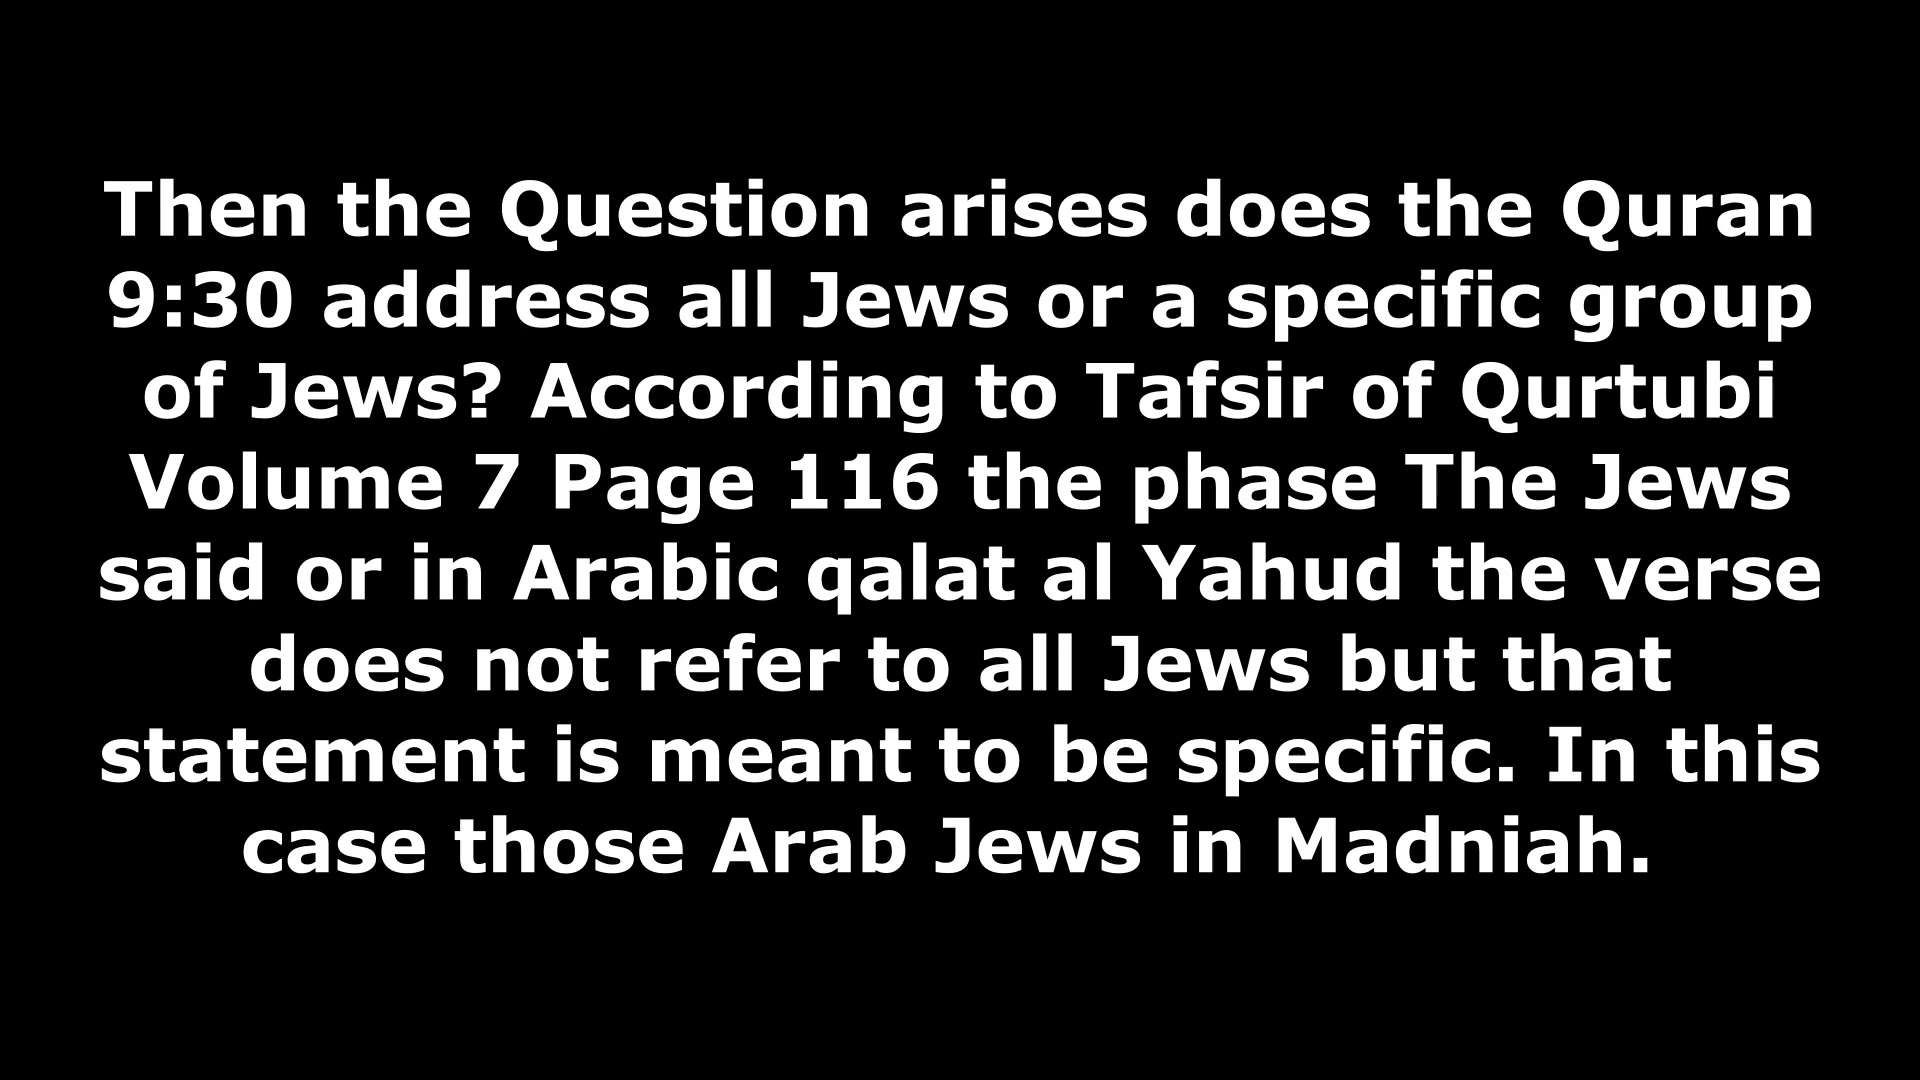 Then the Question arises does the Quran
9:30 address all Jews or a specific group
of Jews? According to Tafsir of Qurtubi
Volume 7 Page 116 the phase The Jews
said or in Arabic qalat al Yahud the verse
does not refer to all Jews but that
statement is meant to be specific. In this
case those Arab Jews in Madniah.